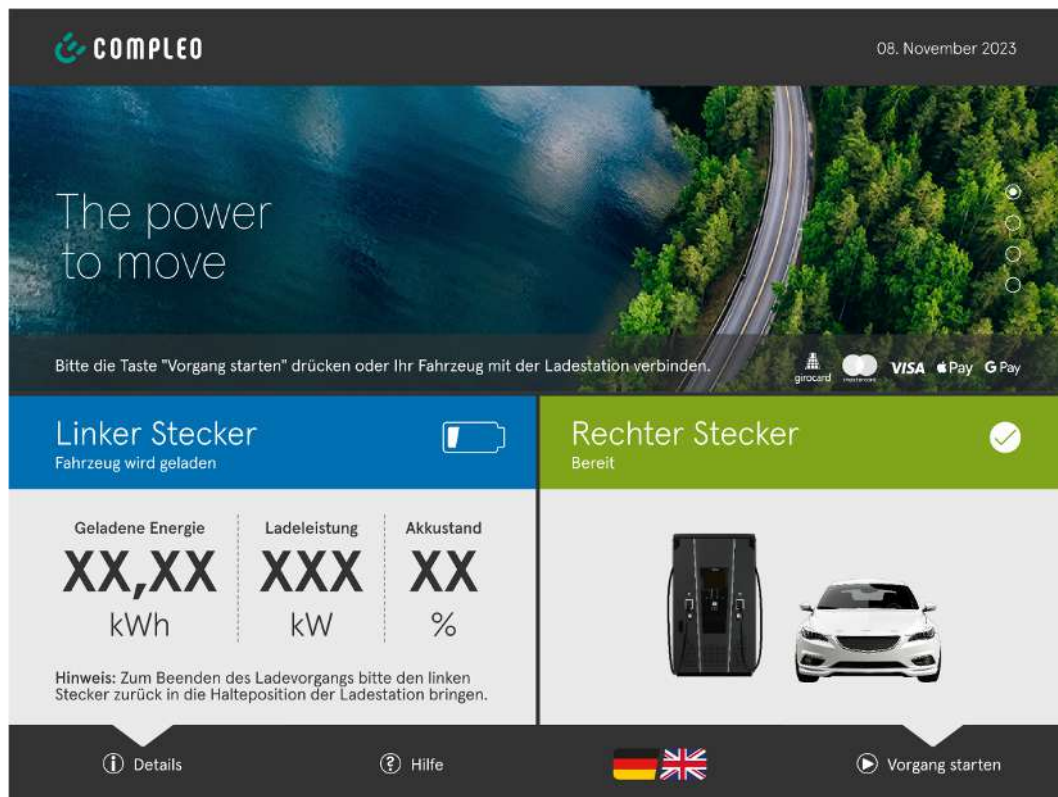 COMPLEO
08. November 2023
The power
to move
Bitte die Taste "Vorgang starten" drücken oder Ihr Fahrzeug mit der Ladestation verbinden.
girocard mastercard VISA Pay G Pay
Linker Stecker
Fahrzeug wird geladen
Rechter Stecker
Bereit
Geladene Energie Ladeleistung Akkustand
XX,XX XXX XX
kWh kW %
Hinweis: Zum Beenden des Ladevorgangs bitte den linken
Stecker zurück in die Halteposition der Ladestation bringen.
Details Hilfe Vorgang starten